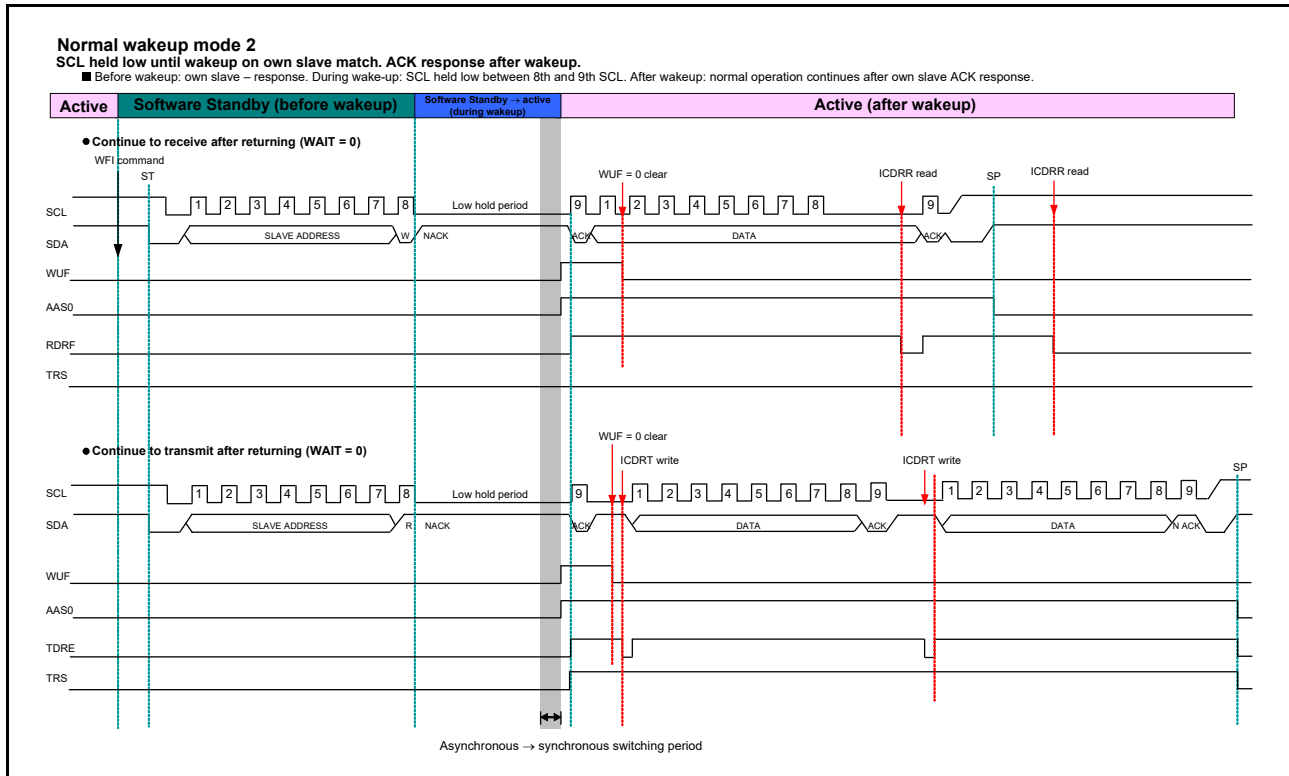 Normal wakeup mode 2
SCL held low until wakeup on own slave match. ACK response after wakeup.
■ Before wakeup: own slave – response. During wake-up: SCL held low between 8th and 9th SCL. After wakeup: normal operation continues after own slave ACK response.
Active Software Standby (before wakeup) Software Standby → active (during wakeup) Active (after wakeup)
● Continue to receive after returning (WAIT = 0)
WFI command
ST WUF = 0 clear ICDRR read SP ICDRR read
SCL 1 2 3 4 5 6 7 8 Low hold period 9 1 2 3 4 5 6 7 8 9
SDA SLAVE ADDRESS W NACK ACK DATA ACK
WUF
AAS0
RDRF
TRS
● Continue to transmit after returning (WAIT = 0)
WUF = 0 clear
ICDRT write ICDRT write SP
SCL 1 2 3 4 5 6 7 8 Low hold period 9 1 2 3 4 5 6 7 8 9 1 2 3 4 5 6 7 8 9
SDA SLAVE ADDRESS R NACK ACK DATA ACK DATA N ACK
WUF
AAS0
TDRE
TRS
Asynchronous → synchronous switching period